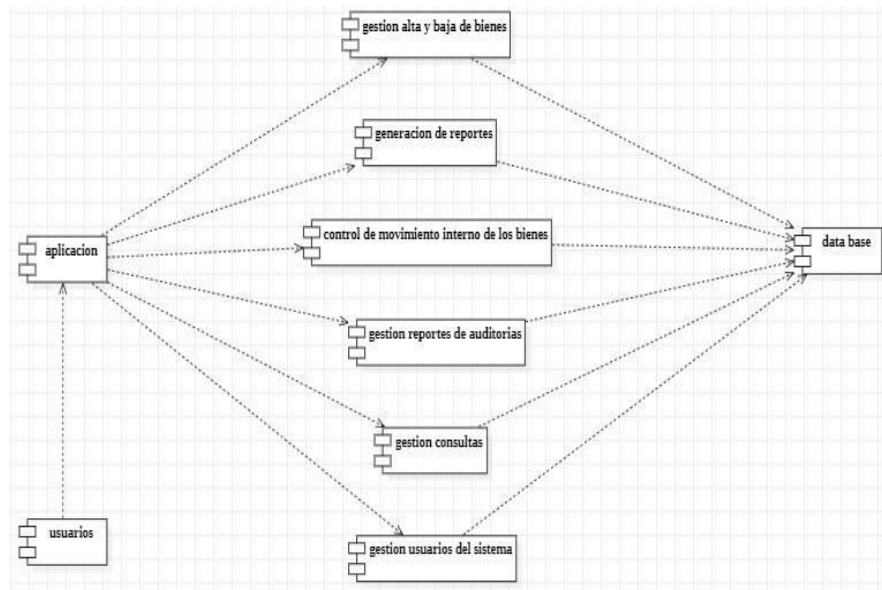 gestion alta y baja de bienes
generacion de reportes
control de movimiento interno de los bienes
aplicacion
data base
gestion reportes de auditorias
gestion consultas
usuarios
gestion usuarios del sistema